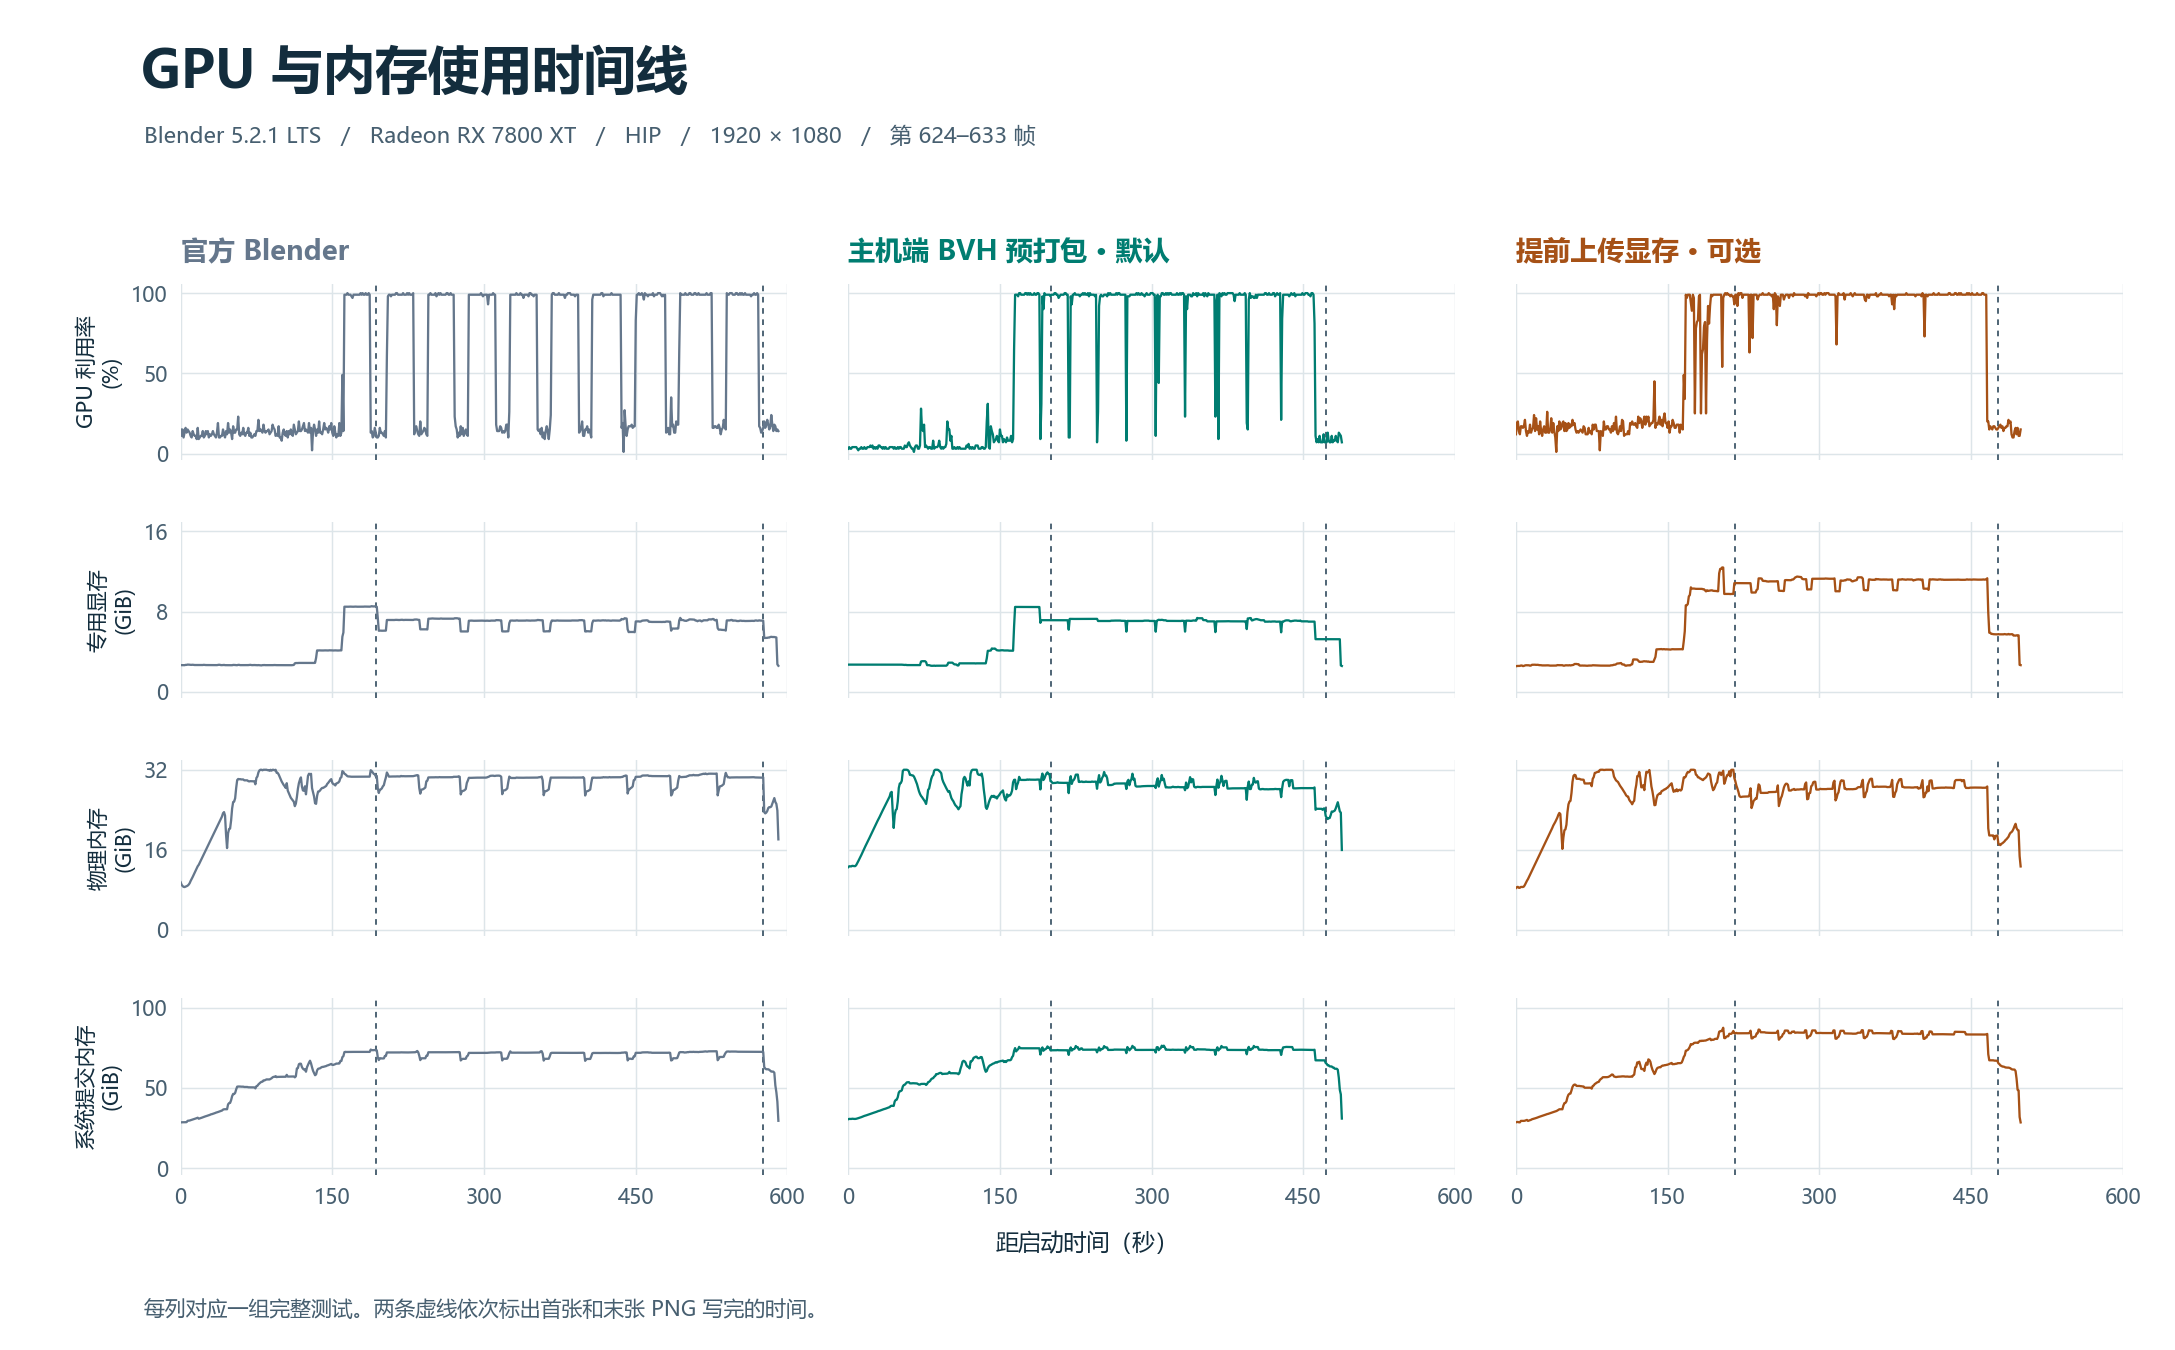 GPU 与内存使用时间线
Blender 5.2.1 LTS / Radeon RX 7800 XT / HIP / 1920 × 1080 / 第 624–633 帧
官方 Blender
主机端 BVH 预打包・默认
提前上传显存・可选
GPU 利用率
(%)
100
50
0
专用显存
(GiB)
16
8
0
物理内存
(GiB)
32
16
0
系统提交内存
(GiB)
100
50
0
0 150 300 450 600
0 150 300 450 600
0 150 300 450 600
距启动时间（秒）
每列对应一组完整测试。两条虚线依次标出首张和末张 PNG 写完的时间。